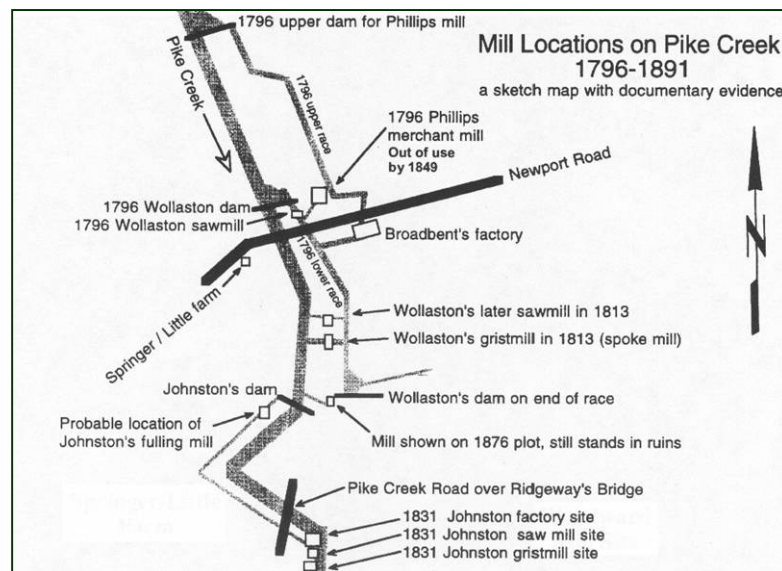 1796 upper dam for Phillips mill
Mill Locations on Pike Creek
1796-1891
a sketch map with documentary evidence
Pike Creek
1796 upper race
1796 Phillips
merchant mill
Out of use
by 1849
Newport Road
1796 Wollaston dam
1796 Wollaston sawmill
Broadbent's factory
N
1796 lower race
Springer / Little farm
Wollaston's later sawmill in 1813
Wollaston's gristmill in 1813 (spoke mill)
Johnston's dam
Wollaston's dam on end of race
Probable location of
Johnston's fulling mill
Mill shown on 1876 plot, still stands in ruins
Pike Creek Road over Ridgeway's Bridge
1831 Johnston factory site
1831 Johnston saw mill site
1831 Johnston gristmill site